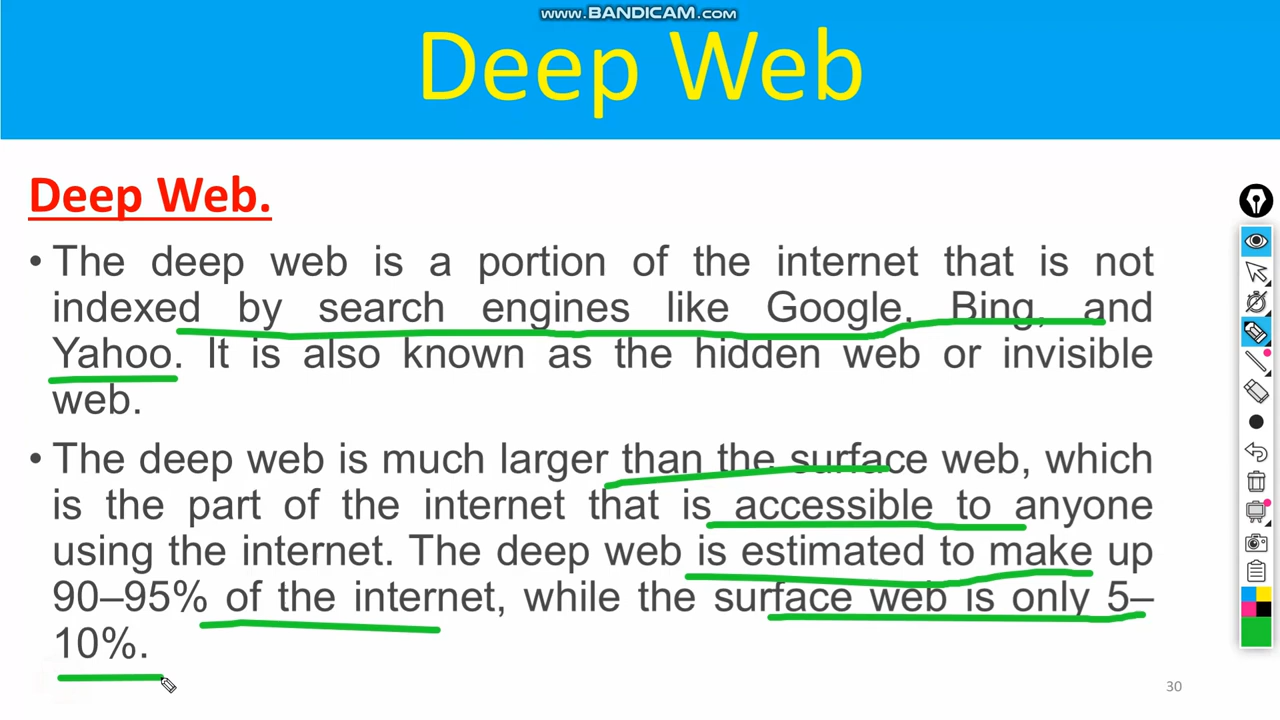 www.BANDICAM.com
Deep Web
Deep Web.
• The deep web is a portion of the internet that is not
indexed by search engines like Google, Bing, and
Yahoo. It is also known as the hidden web or invisible
web.
• The deep web is much larger than the surface web, which
is the part of the internet that is accessible to anyone
using the internet. The deep web is estimated to make up
90–95% of the internet, while the surface web is only 5–
10%.
30